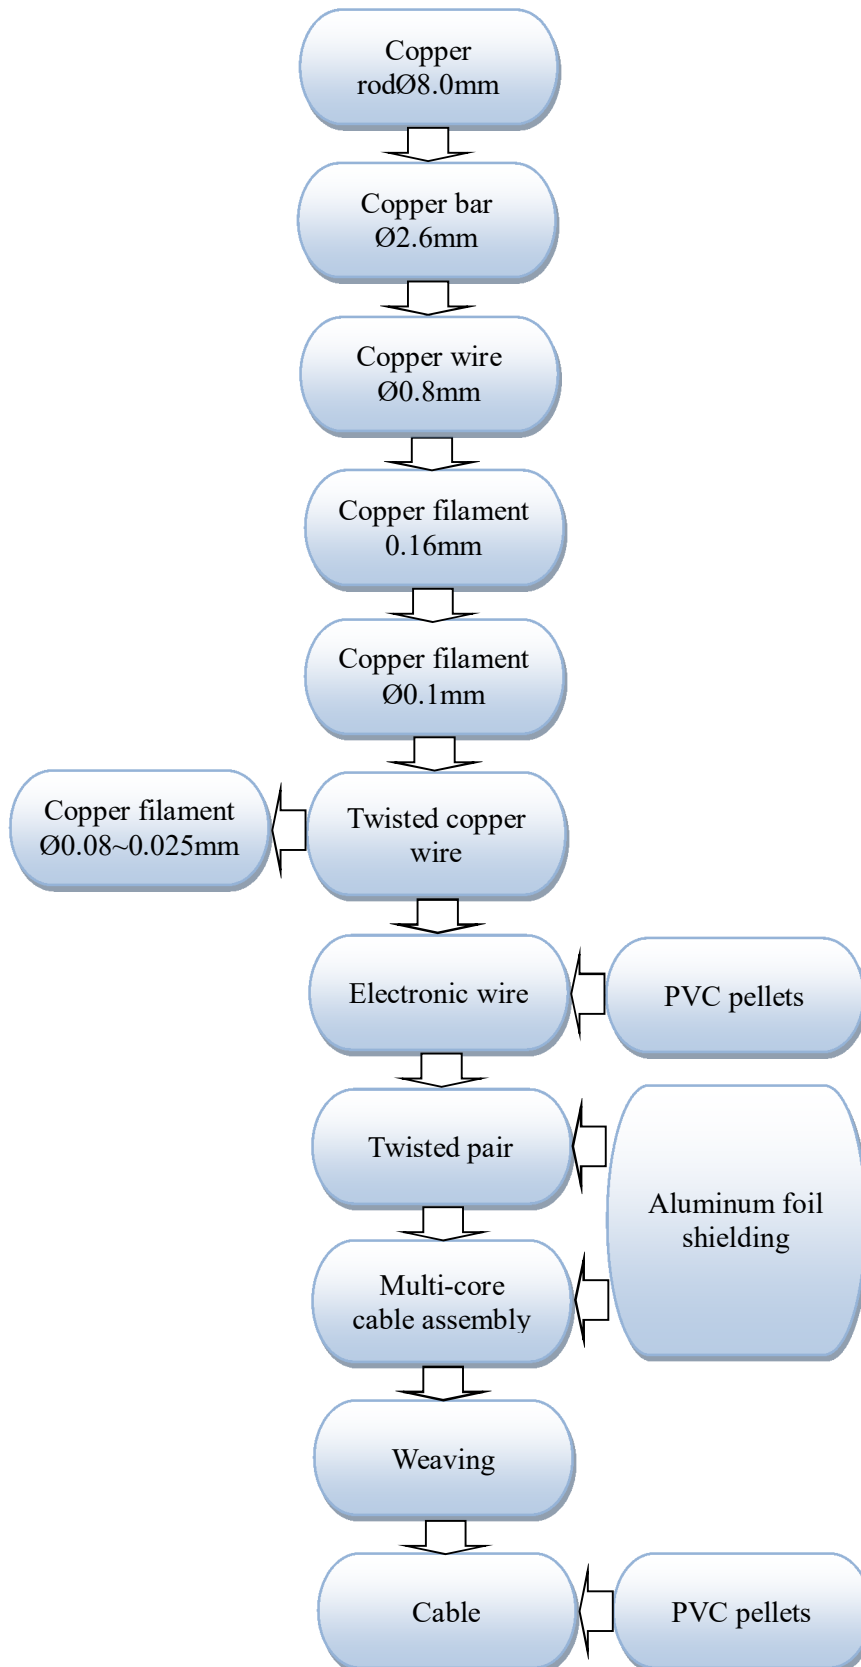 Copper
rodØ8.0mm
Copper bar
Ø2.6mm
Copper wire
Ø0.8mm
Copper filament
0.16mm
Copper filament
Ø0.1mm
Copper filament
Ø0.08~0.025mm
Twisted copper
wire
Electronic wire
PVC pellets
Twisted pair
Aluminum foil
shielding
Multi-core
cable assembly
Weaving
Cable
PVC pellets